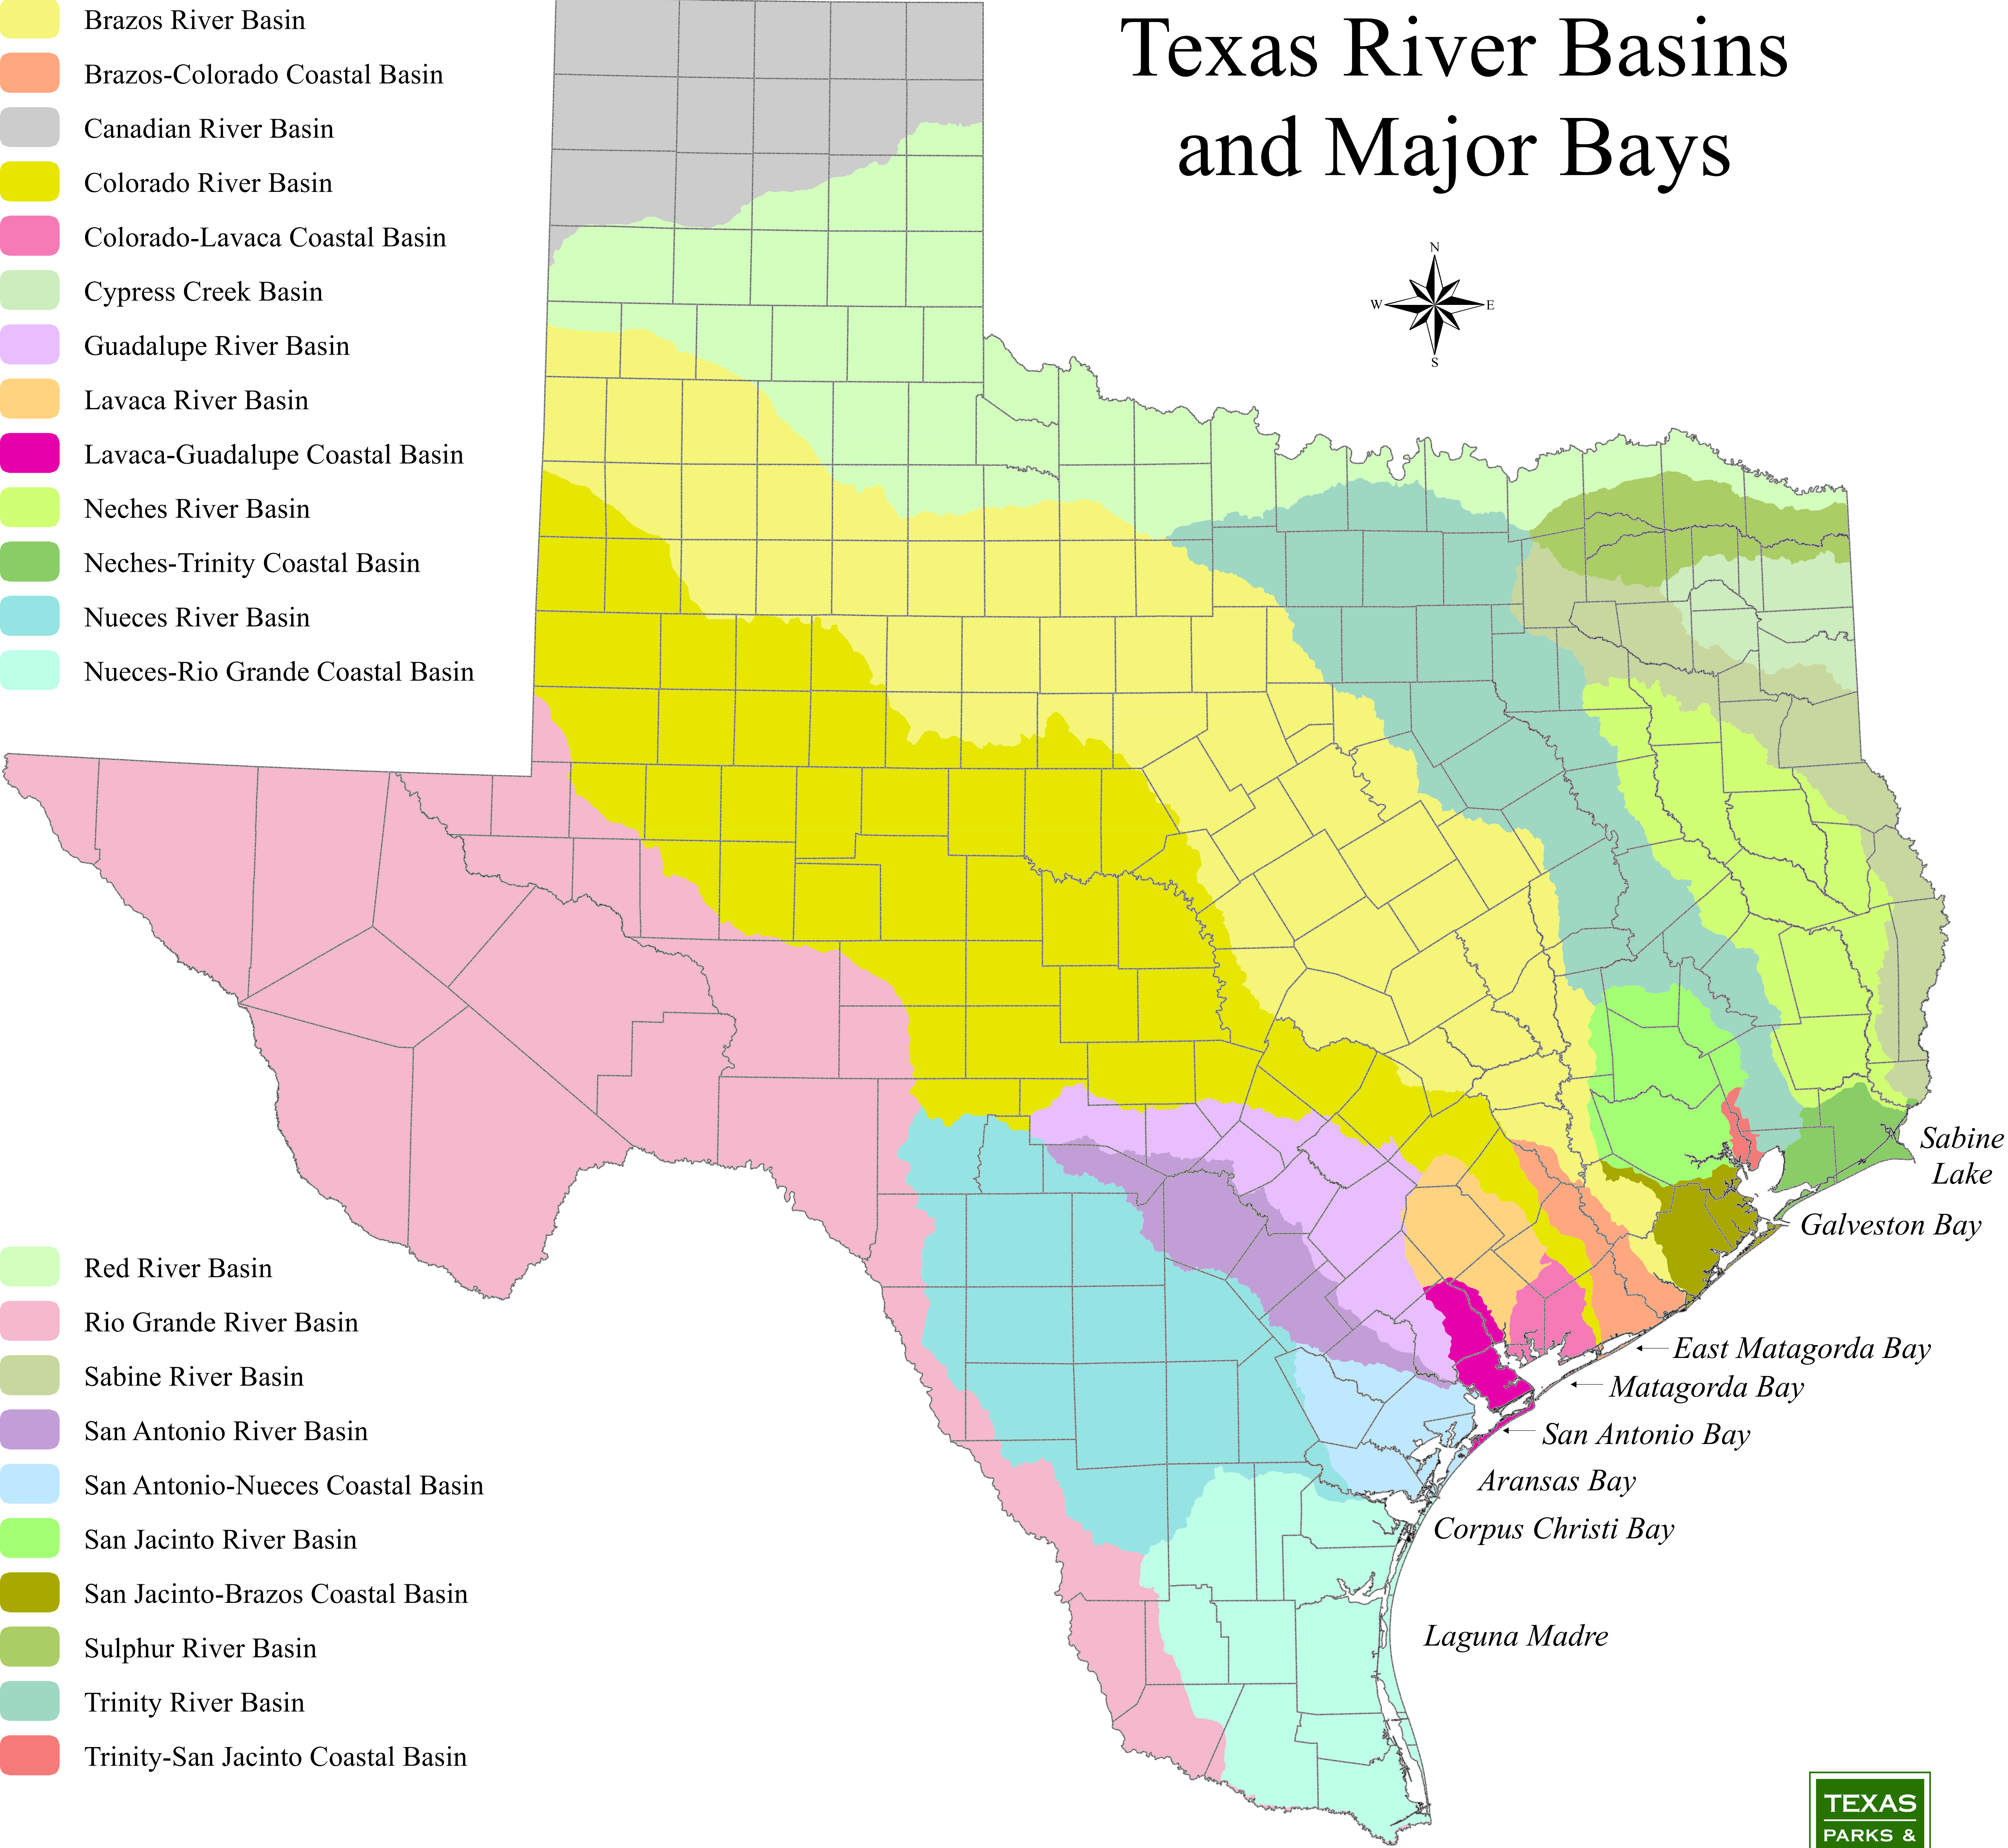 Texas River Basins
and Major Bays
Brazos River Basin
Brazos-Colorado Coastal Basin
Canadian River Basin
Colorado River Basin
Colorado-Lavaca Coastal Basin
Cypress Creek Basin
Guadalupe River Basin
Lavaca River Basin
Lavaca-Guadalupe Coastal Basin
Neches River Basin
Neches-Trinity Coastal Basin
Nueces River Basin
Nueces-Rio Grande Coastal Basin
N
W
E
S
Red River Basin
Rio Grande River Basin
Sabine River Basin
San Antonio River Basin
San Antonio-Nueces Coastal Basin
San Jacinto River Basin
San Jacinto-Brazos Coastal Basin
Sulphur River Basin
Trinity River Basin
Trinity-San Jacinto Coastal Basin
Sabine
Lake
Galveston Bay
East Matagorda Bay
Matagorda Bay
San Antonio Bay
Aransas Bay
Corpus Christi Bay
Laguna Madre
TEXAS
PARKS &